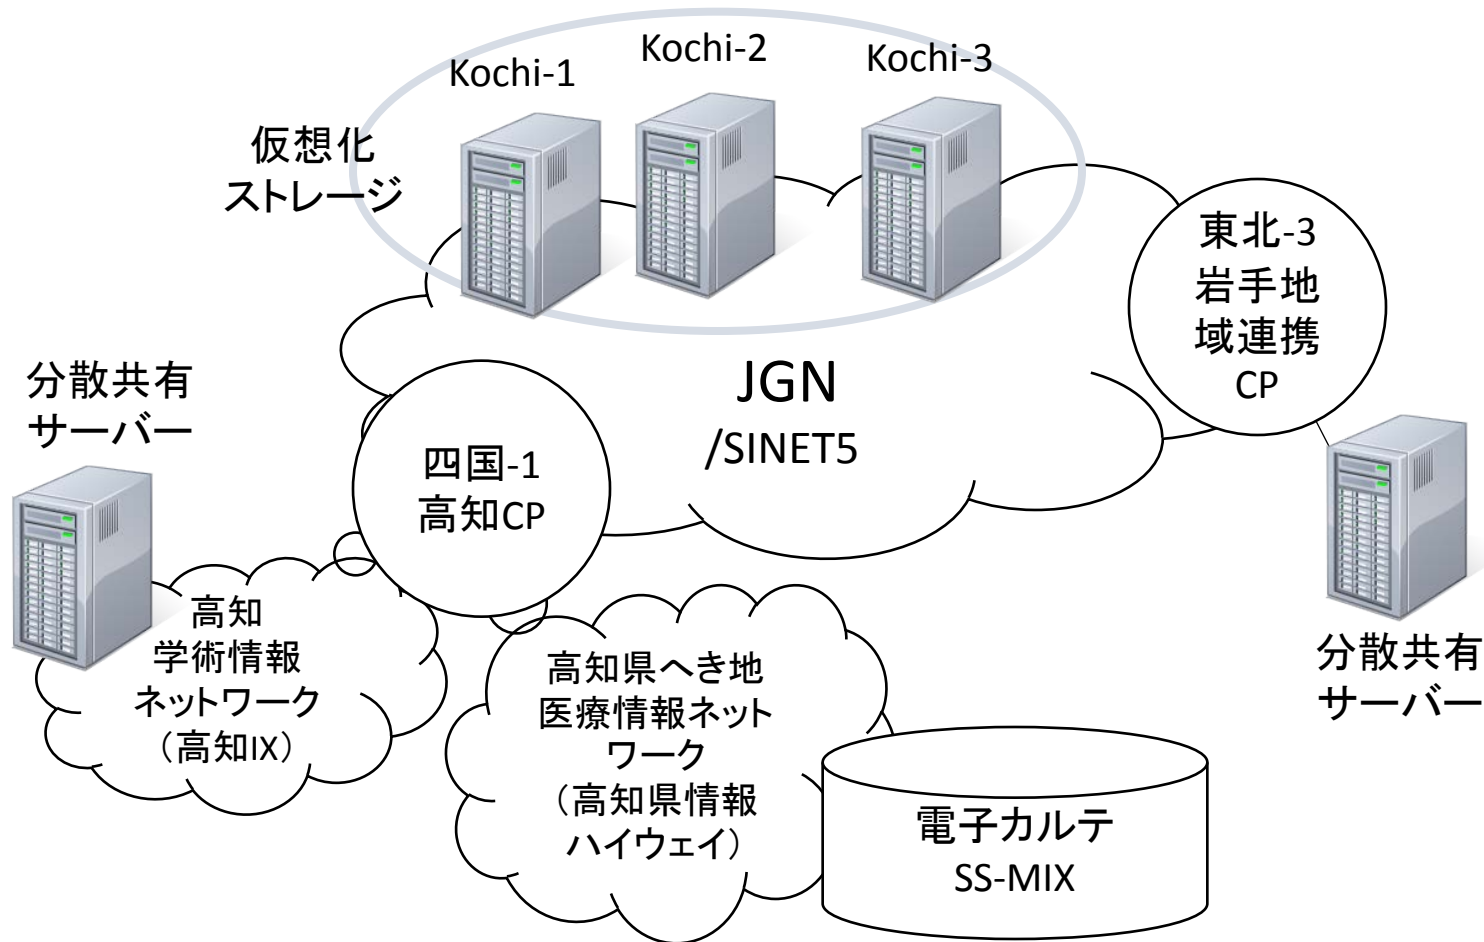 Kochi-1
Kochi-2
Kochi-3
仮想化
ストレージ
東北-3
岩手地
域連携
CP
JGN
/SINET5
分散共有
サーバー
四国-1
高知CP
高知
学術情報
ネットワーク
（高知IX）
高知県へき地
医療情報ネット
ワーク
（高知県情報
ハイウェイ）
電子カルテ
SS-MIX
分散共有
サーバー